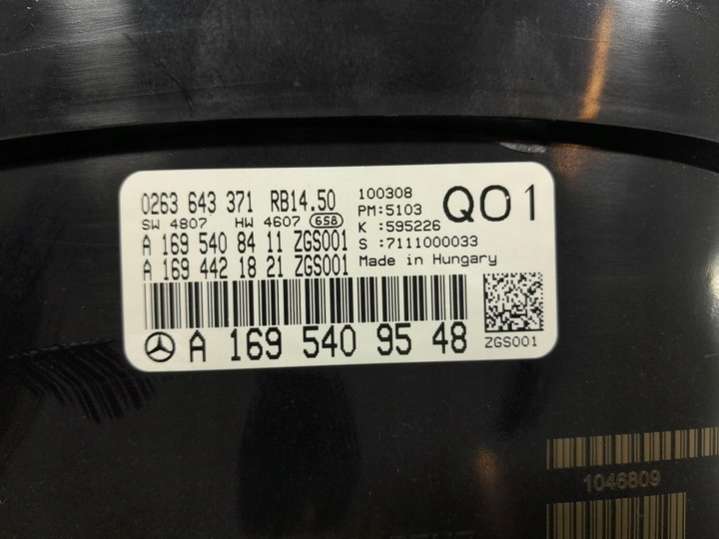 0263 643 371 RB14.50
SW 4807 HW 4607 658
A 169 540 84 11 ZGS001
A 169 442 18 21 ZGS001
100308
PM:5103
K :595226
S :7111000033
Made in Hungary
Q01
A 169 540 95 48
ZGS001
1046809